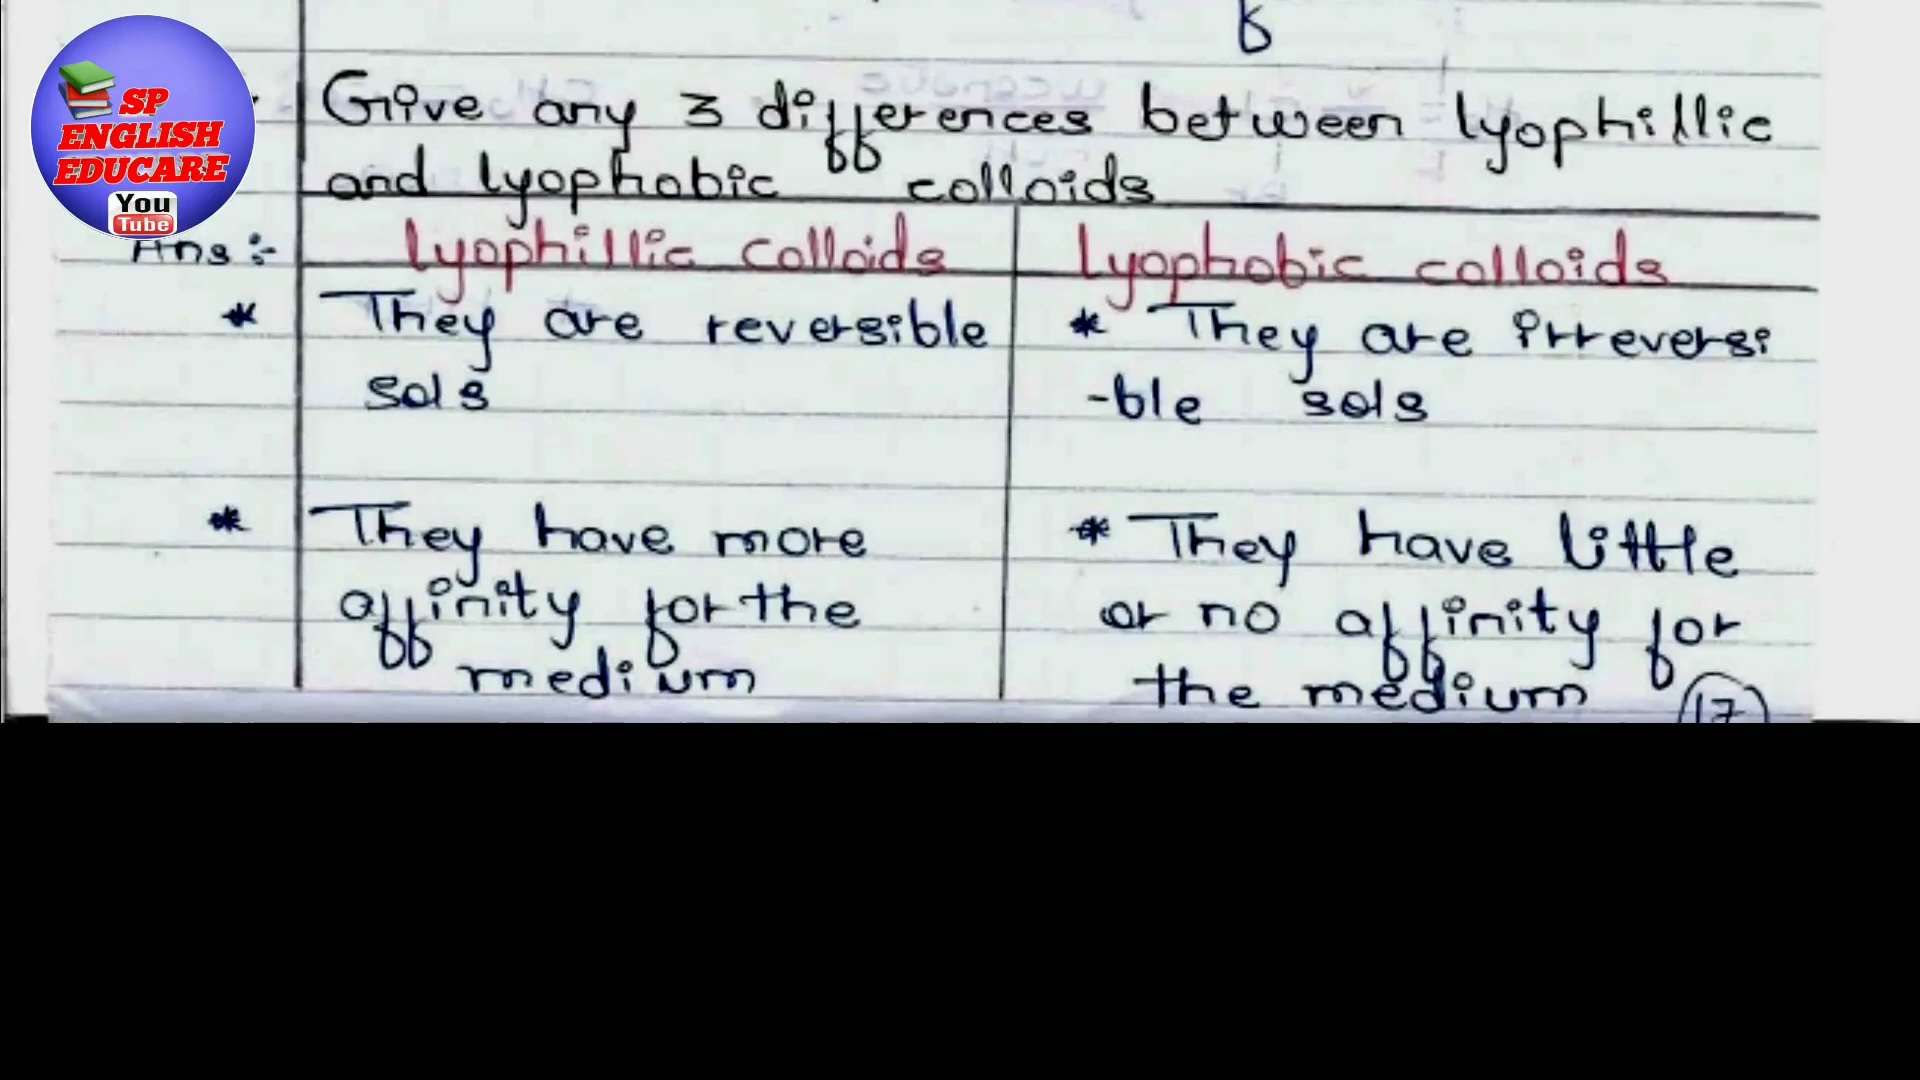 SP
ENGLISH
EDUCARE
You
Tube
Give any 3 differences between lyophillic
and lyophobic colloids
Ans :-
lyophillic colloids
* They are reversible
sols
* They have more
affinity for the
medium
Lyophobic colloids
* They are irreversi
-ble sols
* They have little
or no affinity for
the medium
17